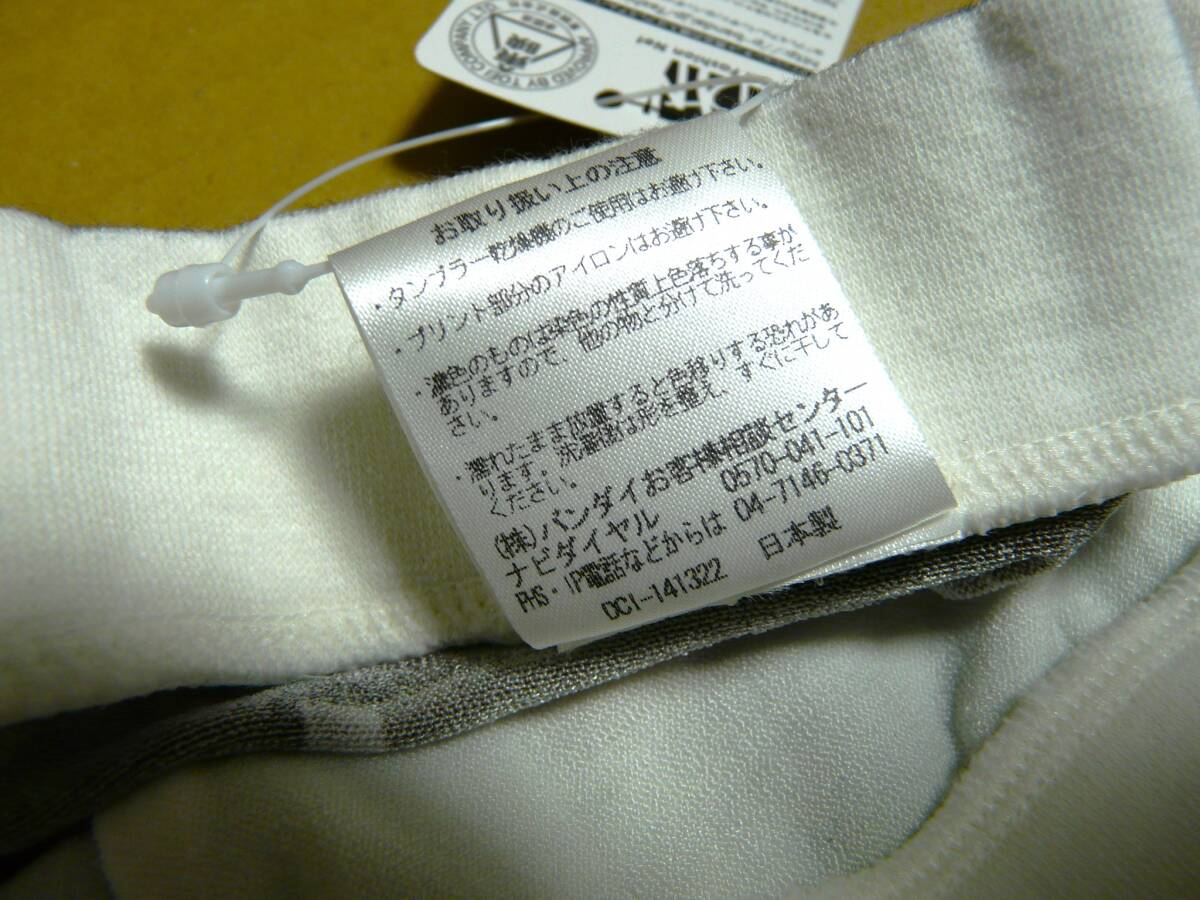 APPROVED BY TOEI COMPANY LTD.
お取り扱い上の注意
・タンブラー乾燥機のご使用はお避け下さい。
・プリント部分のアイロンはお避け下さい。
・濃色のものは染色の性質上色落ちする事が
ありますので、他の物と分けて洗ってくだ
さい。
・濡れたまま放置すると色移りする恐れがあ
ります。洗濯後は形を整え、すぐに干して
ください。
(株)バンダイお客様相談センター
ナビダイヤル 0570-041-101
PHS・IP電話などからは 04-7146-0371
DCI-141322 日本製